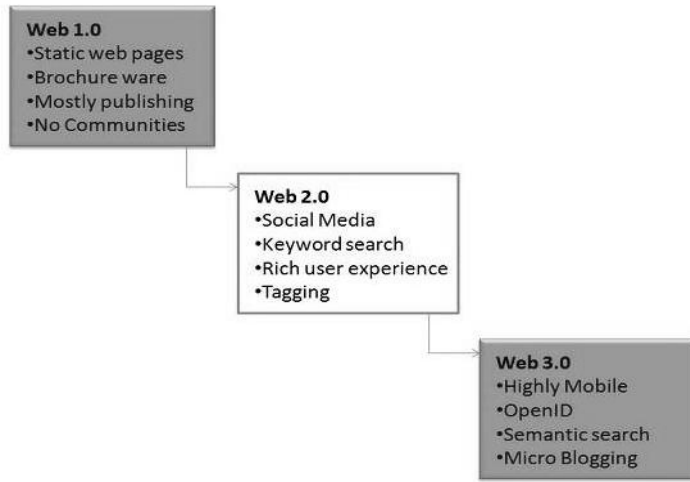 Web 1.0
•Static web pages
•Brochure ware
•Mostly publishing
•No Communities
Web 2.0
•Social Media
•Keyword search
•Rich user experience
•Tagging
Web 3.0
•Highly Mobile
•OpenID
•Semantic search
•Micro Blogging